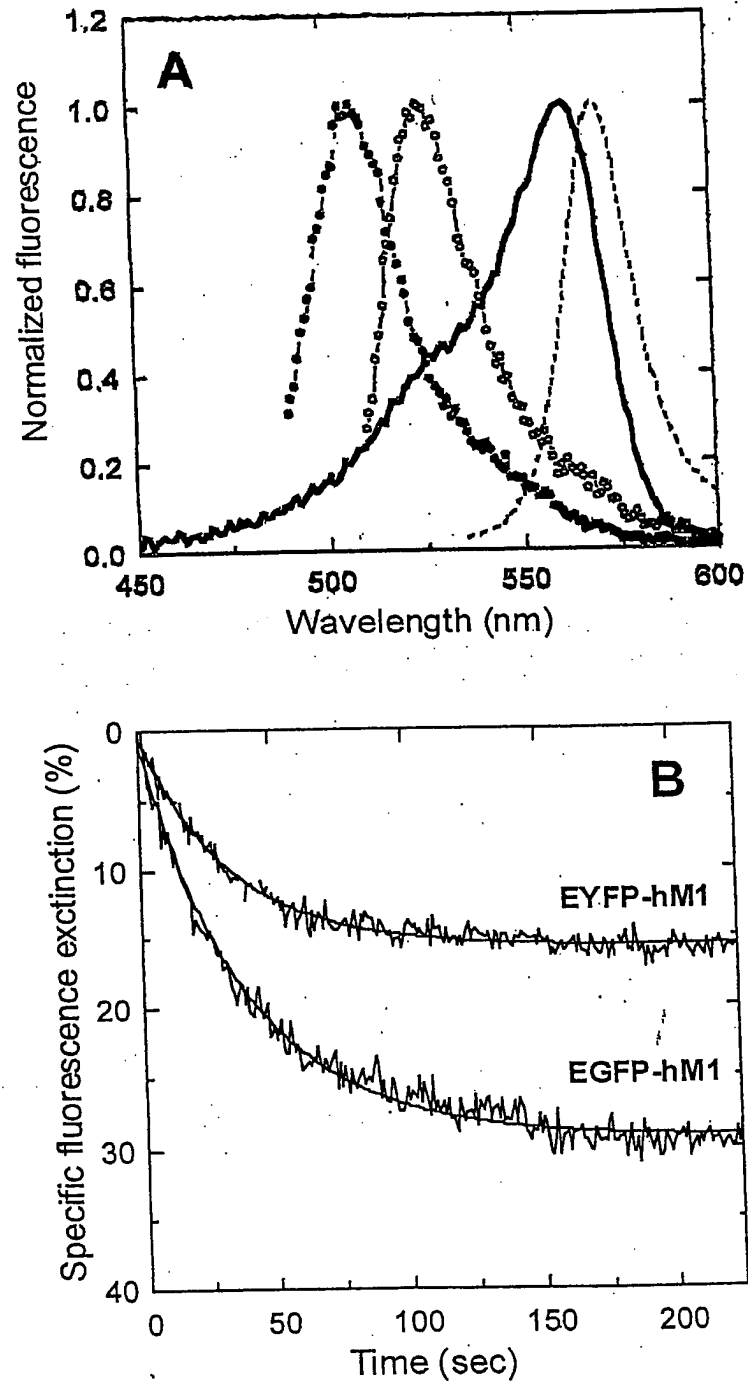 A
Normalized fluorescence
1.2
1.0
0.8
0.6
0.4
0.2
0.0
450 500 550 600
Wavelength (nm)
B
Specific fluorescence exctinction (%)
0
10
20
30
40
EYFP-hM1
EGFP-hM1
0 50 100 150 200
Time (sec)